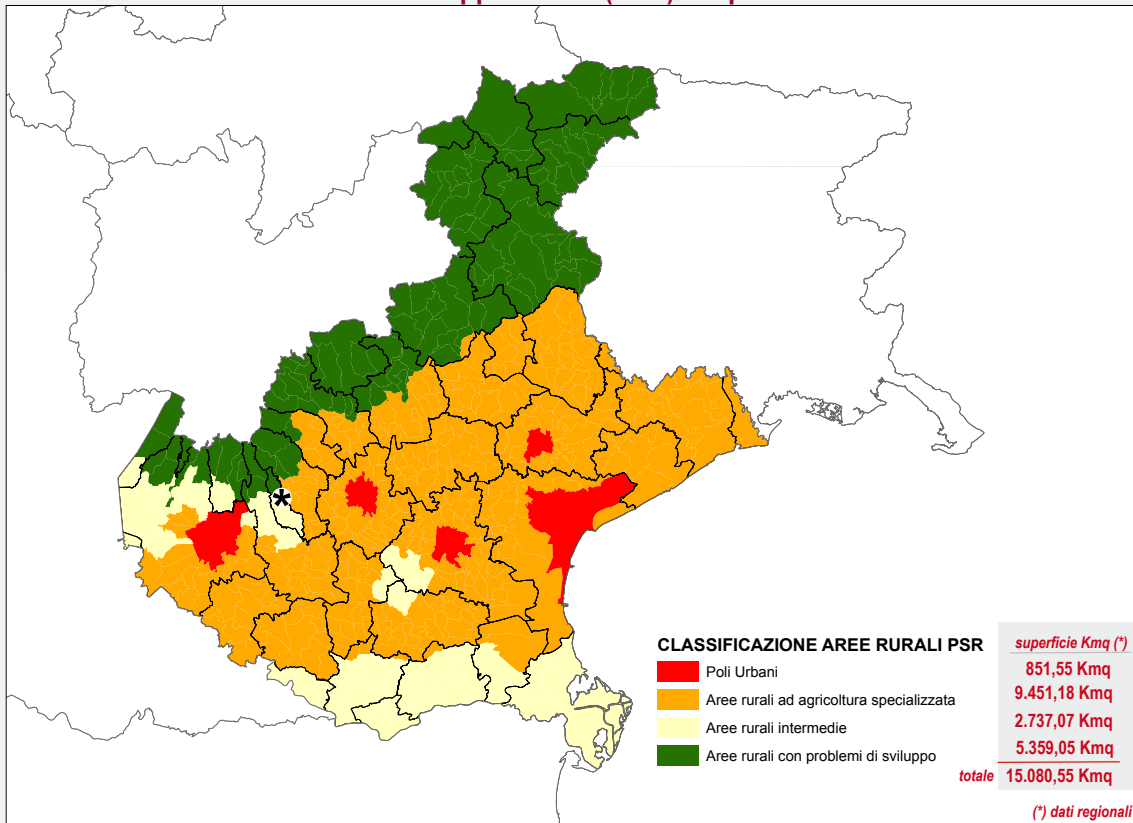 *
CLASSIFICAZIONE AREE RURALI PSR
superficie Kmq (*)
Poli Urbani
851,55 Kmq
Aree rurali ad agricoltura specializzata
9.451,18 Kmq
Aree rurali intermedie
2.737,07 Kmq
Aree rurali con problemi di sviluppo
5.359,05 Kmq
totale 15.080,55 Kmq
(*) dati regionali